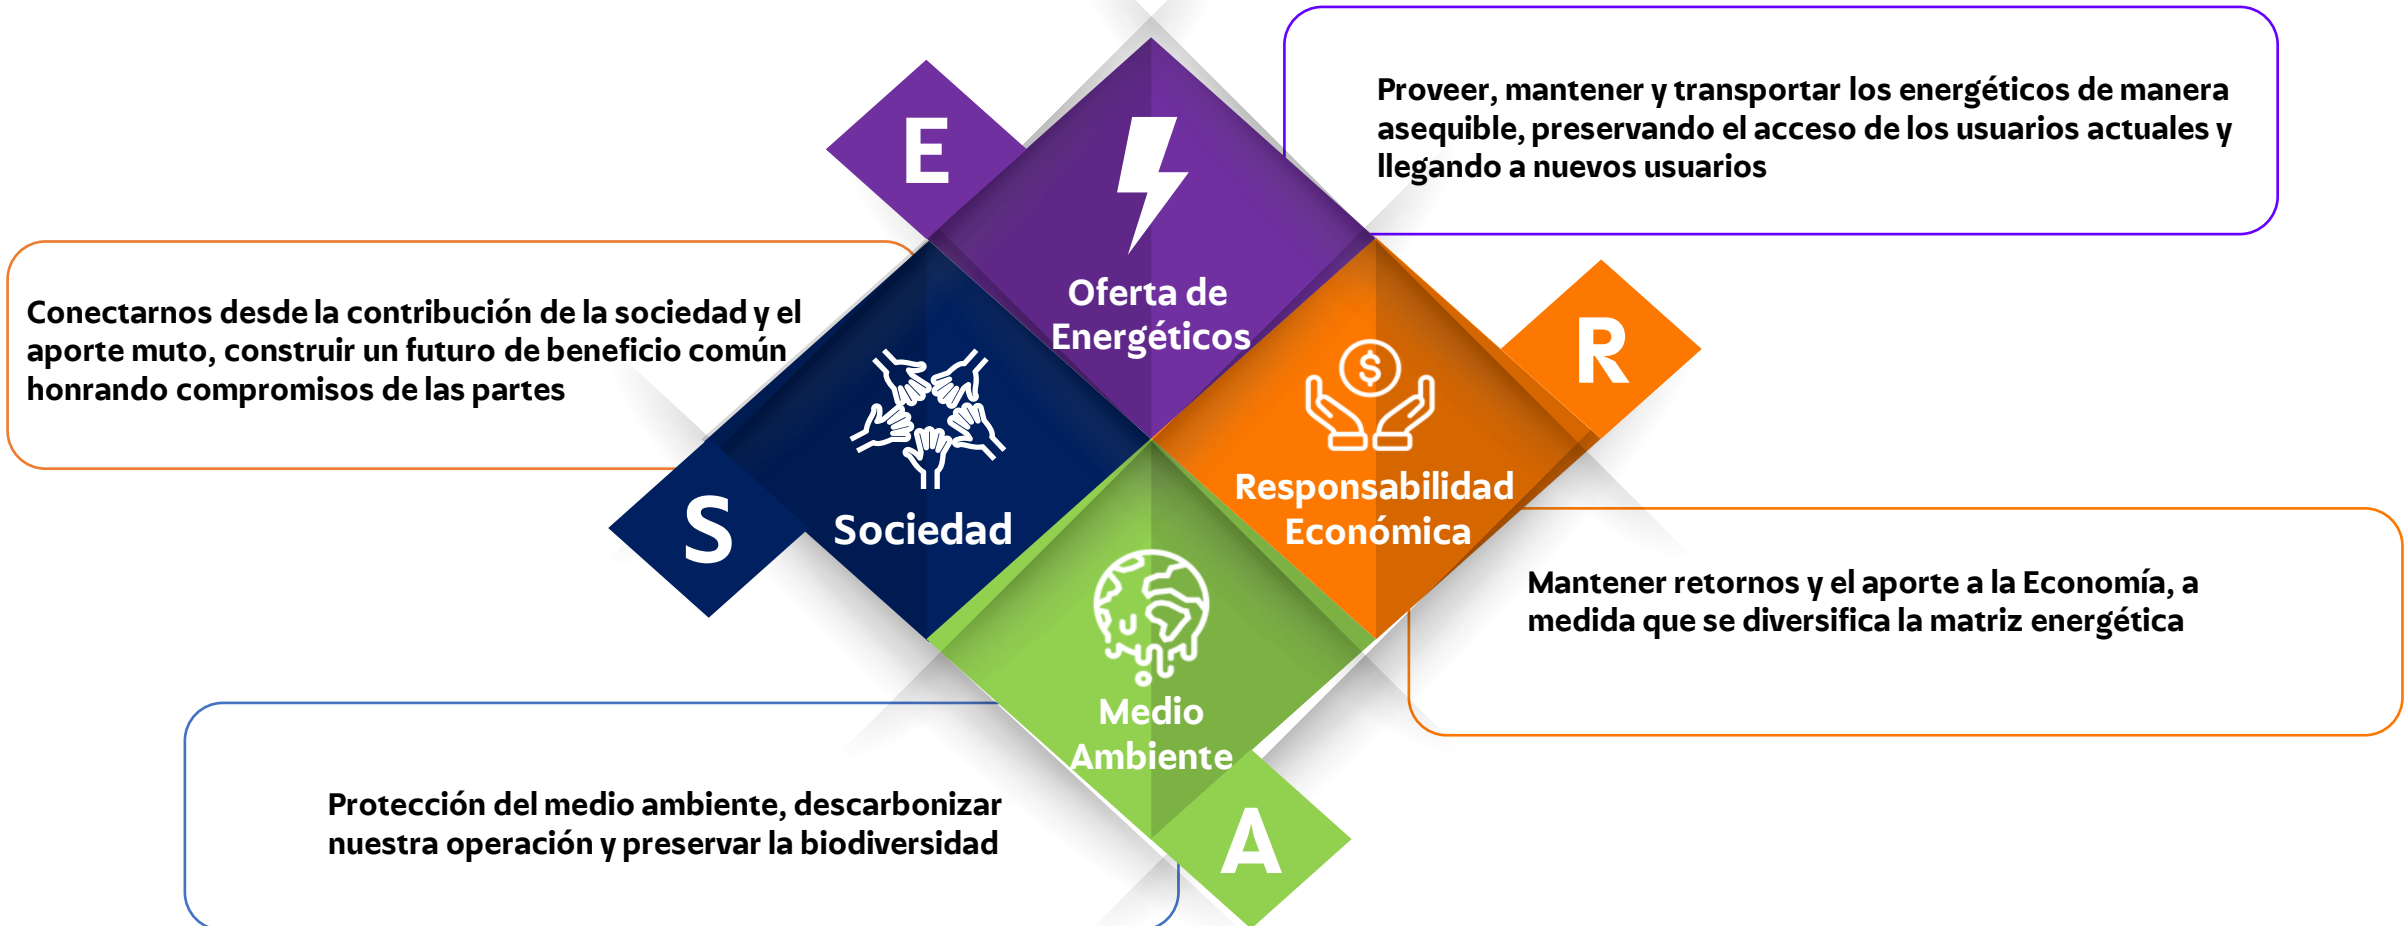 E
Oferta de
Energéticos
Proveer, mantener y transportar los energéticos de manera
asequible, preservando el acceso de los usuarios actuales y
llegando a nuevos usuarios
Conectarnos desde la contribución de la sociedad y el
aporte muto, construir un futuro de beneficio común
honrando compromisos de las partes
S
Sociedad
R
Responsabilidad
Económica
Mantener retornos y el aporte a la Economía, a
medida que se diversifica la matriz energética
Medio
Ambiente
A
Protección del medio ambiente, descarbonizar
nuestra operación y preservar la biodiversidad